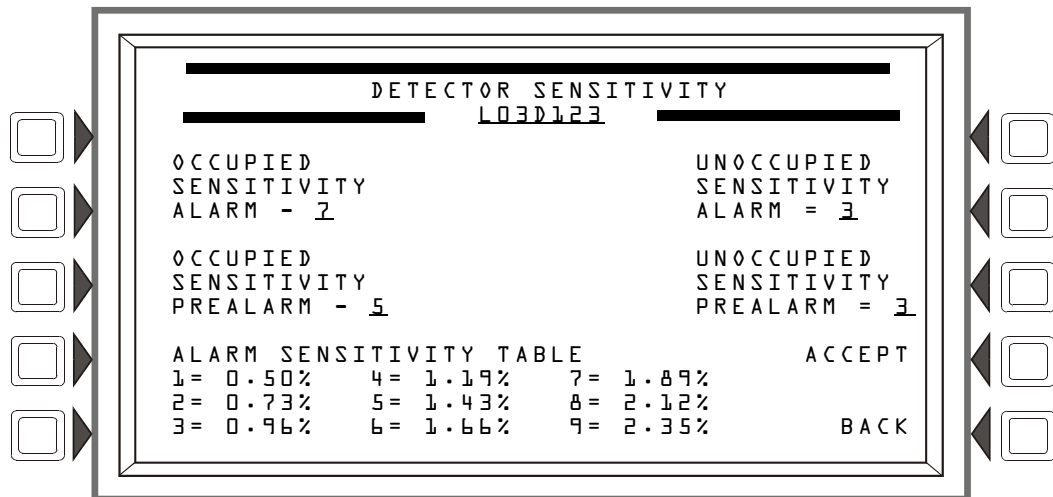 DETECTOR SENSITIVITY
L03D123
OCCUPIED
SENSITIVITY
ALARM - 7
UNOCCUPIED
SENSITIVITY
ALARM = 3
OCCUPIED
SENSITIVITY
PREALARM - 5
UNOCCUPIED
SENSITIVITY
PREALARM = 3
ALARM SENSITIVITY TABLE
1= 0.50% 4= 1.19% 7= 1.89%
2= 0.73% 5= 1.43% 8= 2.12%
3= 0.96% 6= 1.66% 9= 2.35%
ACCEPT
BACK